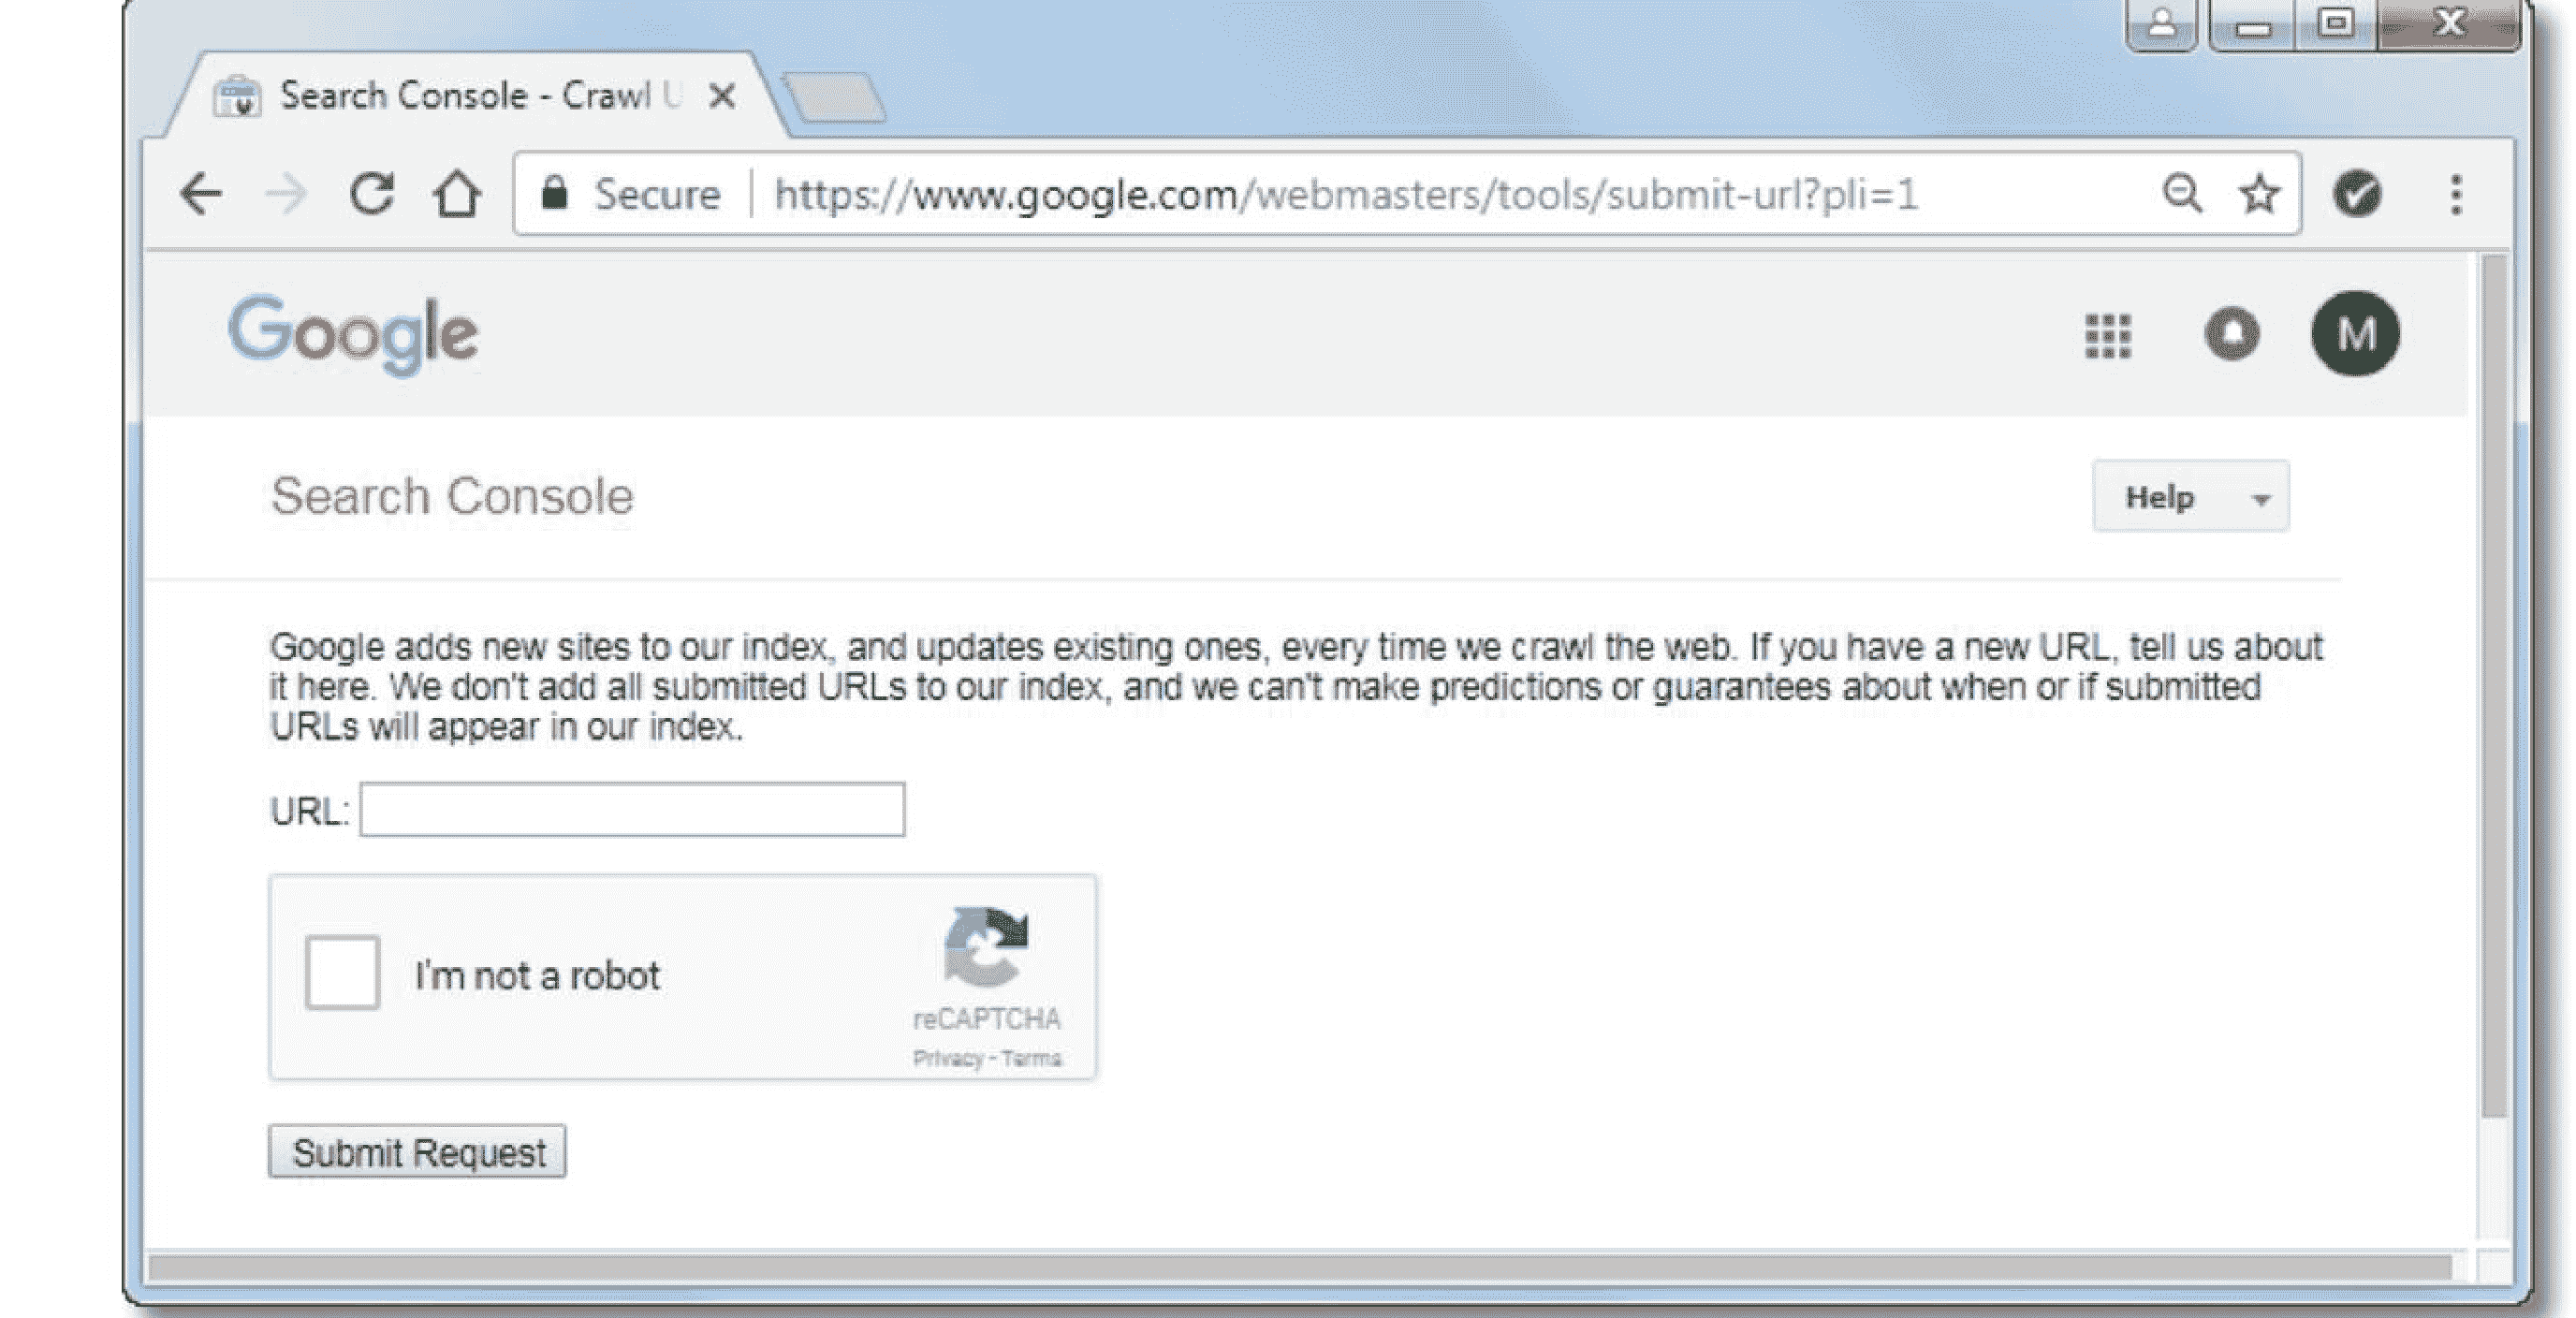 Search Console - Crawl U
Secure
https://www.google.com/webmasters/tools/submit-url?pli=1
Google
M
Search Console
Help
Google adds new sites to our index, and updates existing ones, every time we crawl the web. If you have a new URL, tell us about
it here. We don't add all submitted URLs to our index, and we can't make predictions or guarantees about when or if submitted
URLs will appear in our index.
URL:
I'm not a robot
reCAPTCHA
Privacy - Terms
Submit Request